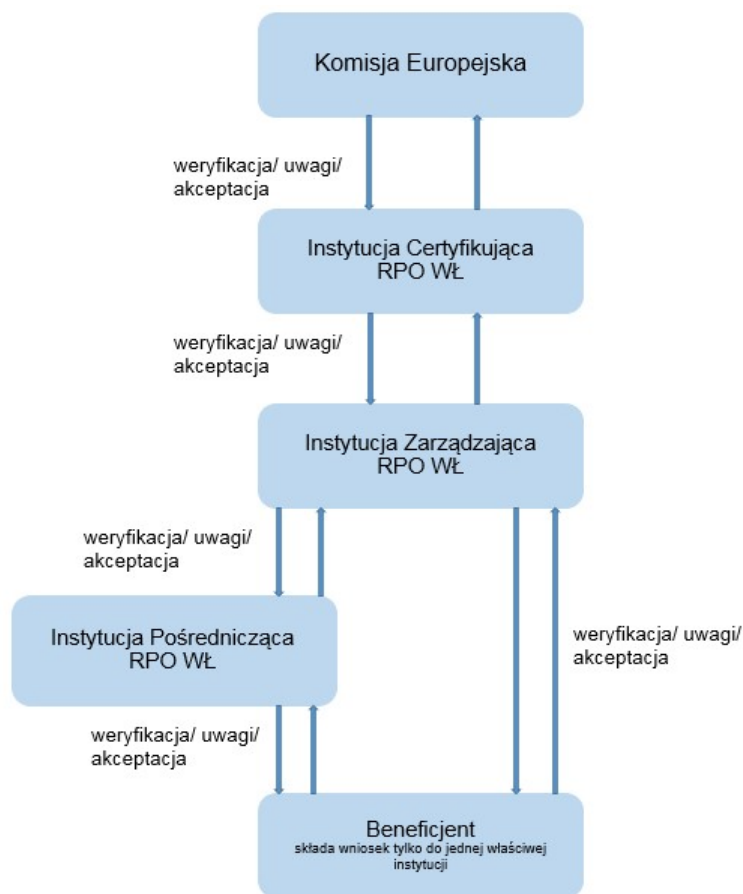 Komisja Europejska
weryfikacja/ uwagi/
akceptacja
Instytucja Certyfikująca
RPO WŁ
weryfikacja/ uwagi/
akceptacja
Instytucja Zarządzająca
RPO WŁ
weryfikacja/ uwagi/
akceptacja
Instytucja Pośrednicząca
RPO WŁ
weryfikacja/ uwagi/
akceptacja
weryfikacja/ uwagi/
akceptacja
Beneficjent
składa wniosek tylko do jednej właściwej
instytucji